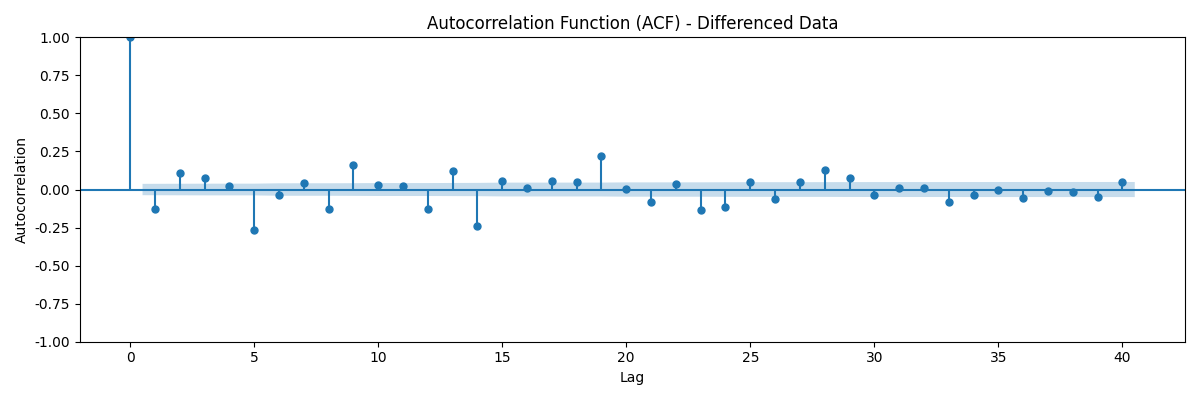 Autocorrelation Function (ACF) - Differenced Data
1.00
0.75
0.50
0.25
0.00
-0.25
-0.50
-0.75
-1.00
Autocorrelation
0 5 10 15 20 25 30 35 40
Lag